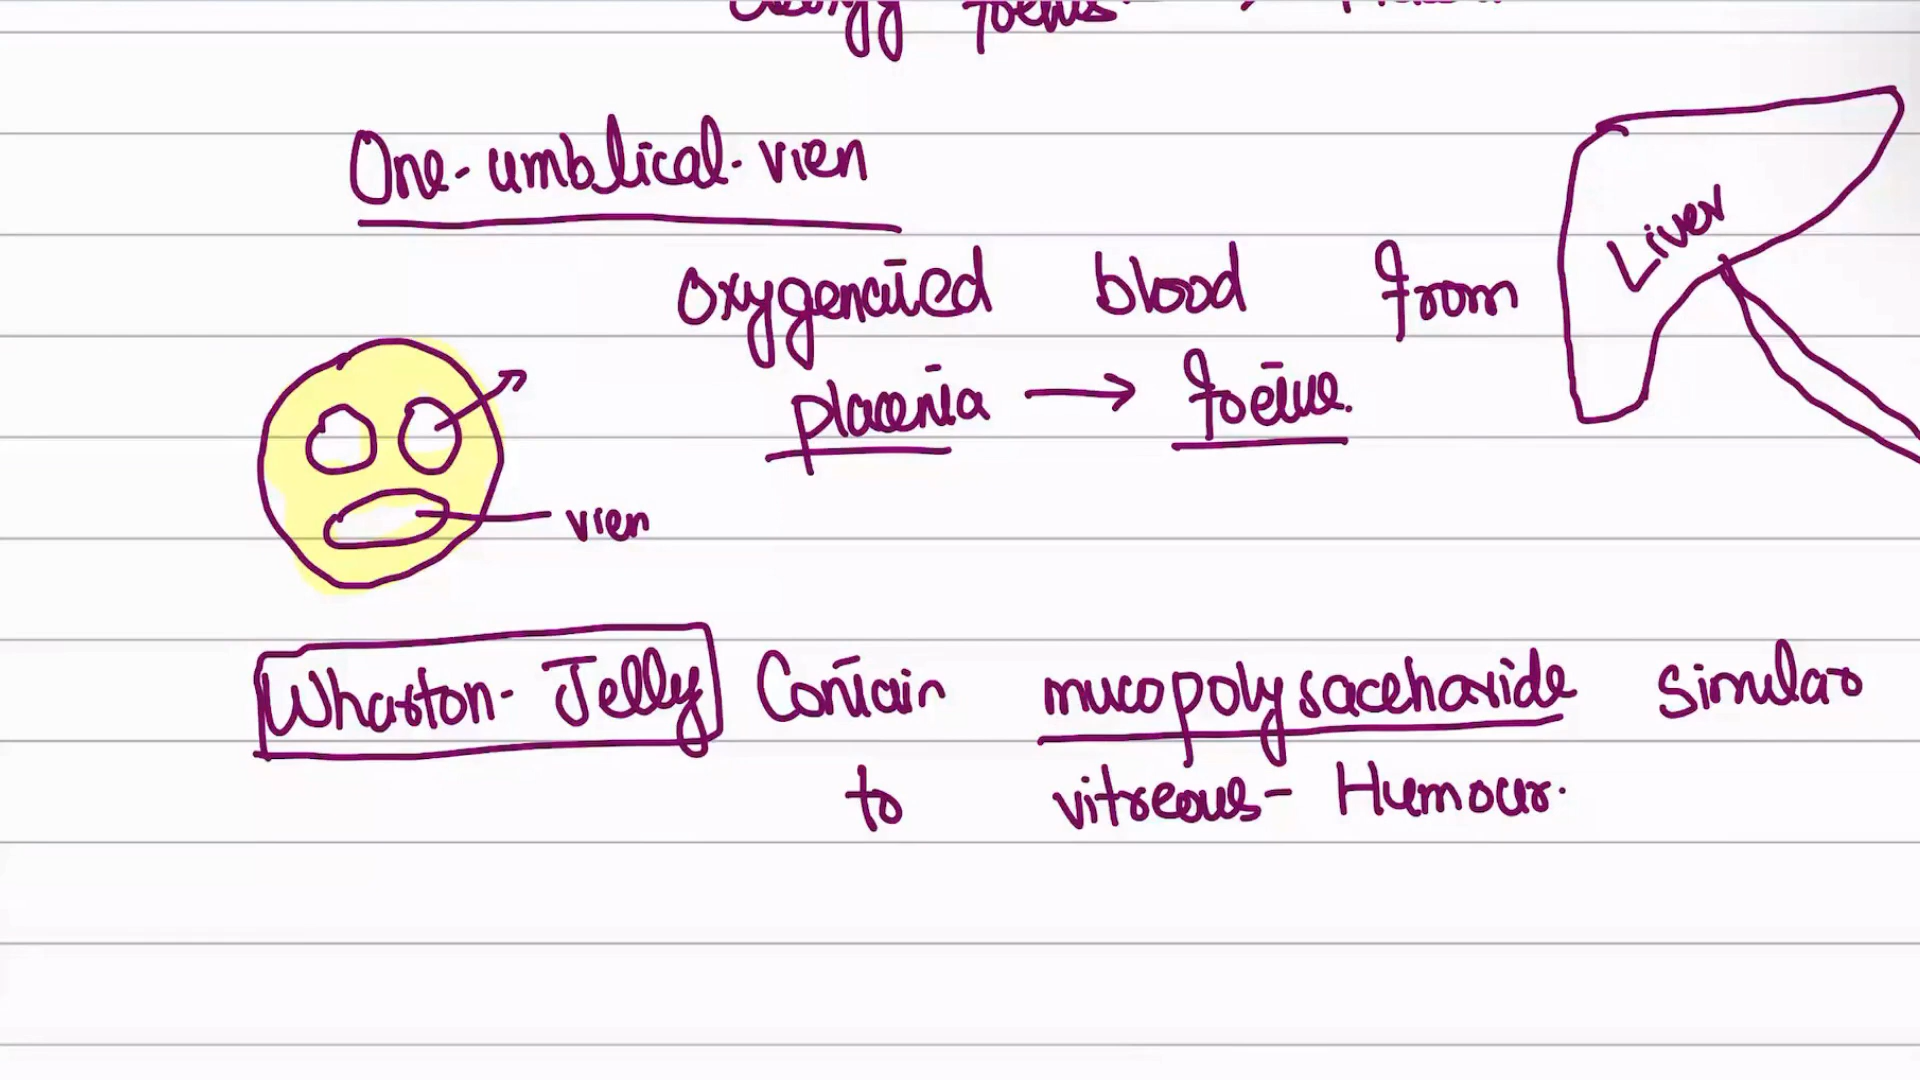 One-umblical-vien
Liver
Oxygenated blood from
placenta → foetus.
vien
Wharton-Jelly Contain mucopolysaccharide Similar
to vitreous-Humour.